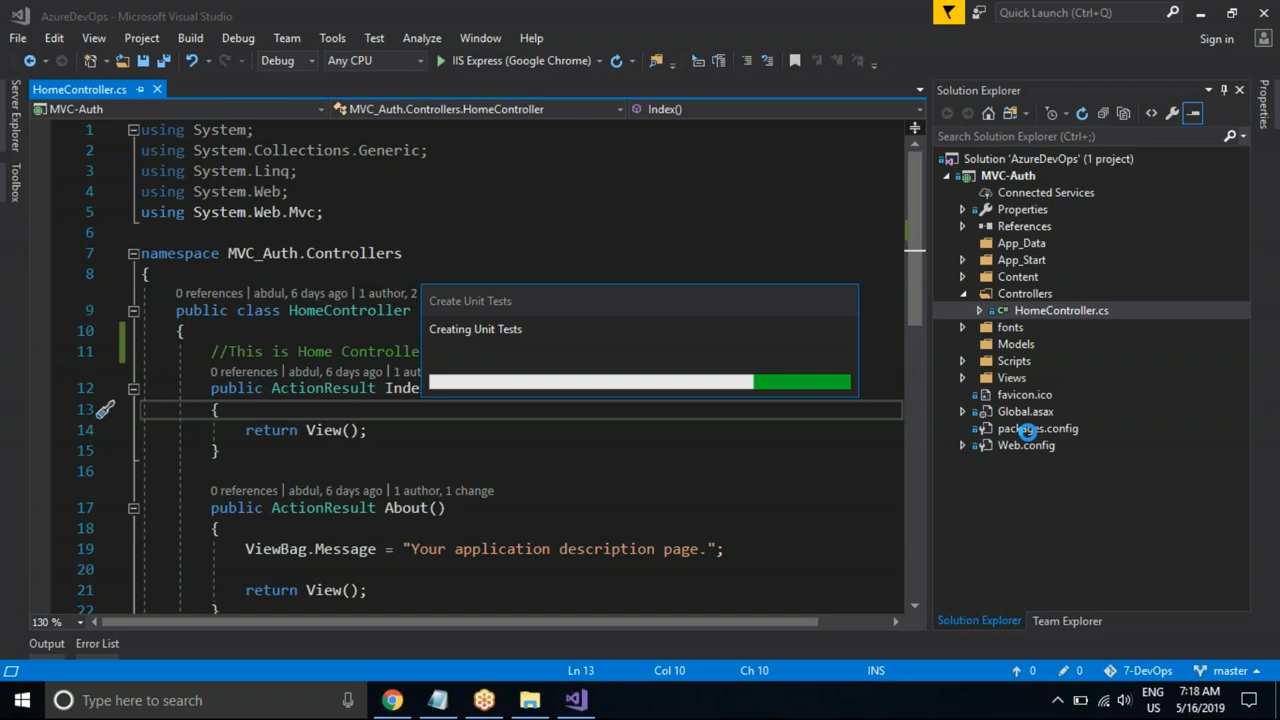 AzureDevOps - Microsoft Visual Studio
Quick Launch (Ctrl+Q)
File Edit View Project Build Debug Team Tools Test Analyze Window Help
Sign in
Debug Any CPU IIS Express (Google Chrome)
HomeController.cs
MVC-Auth MVC_Auth.Controllers.HomeController Index()
Server Explorer
Toolbox
1 using System;
2 using System.Collections.Generic;
3 using System.Linq;
4 using System.Web;
5 using System.Web.Mvc;
6
7 namespace MVC_Auth.Controllers
8 {
0 references | abdul, 6 days ago | 1 author, 2
9 public class HomeController
10 {
11 //This is Home Controlle
0 references | abdul, 6 days ago | 1 aut
12 public ActionResult Inde
13 {
14 return View();
15 }
16
0 references | abdul, 6 days ago | 1 author, 1 change
17 public ActionResult About()
18 {
19 ViewBag.Message = "Your application description page.";
20
21 return View();
22 }
Create Unit Tests
Creating Unit Tests
130 %
Output Error List
Solution Explorer
Search Solution Explorer (Ctrl+;)
Solution 'AzureDevOps' (1 project)
MVC-Auth
Connected Services
Properties
References
App_Data
App_Start
Content
Controllers
HomeController.cs
fonts
Models
Scripts
Views
favicon.ico
Global.asax
packages.config
Web.config
Solution Explorer Team Explorer
Properties
Ln 13 Col 10 Ch 10 INS 0 0 7-DevOps master
Type here to search
ENG
US
7:18 AM
5/16/2019